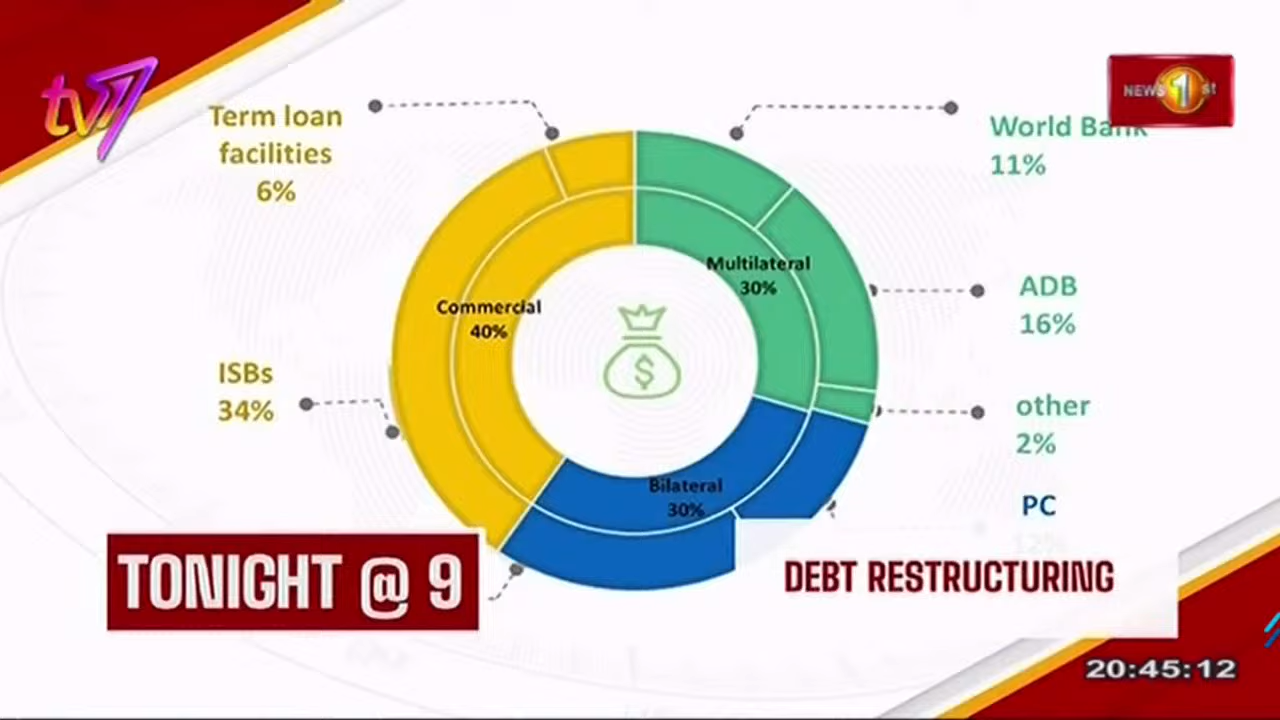 tv1
NEWS 1st
Term loan
facilities
6%
World Bank
11%
Multilateral
30%
Commercial
40%
ADB
16%
ISBs
34%
other
2%
Bilateral
30%
PC
12%
$
TONIGHT @ 9
DEBT RESTRUCTURING
20:45:12